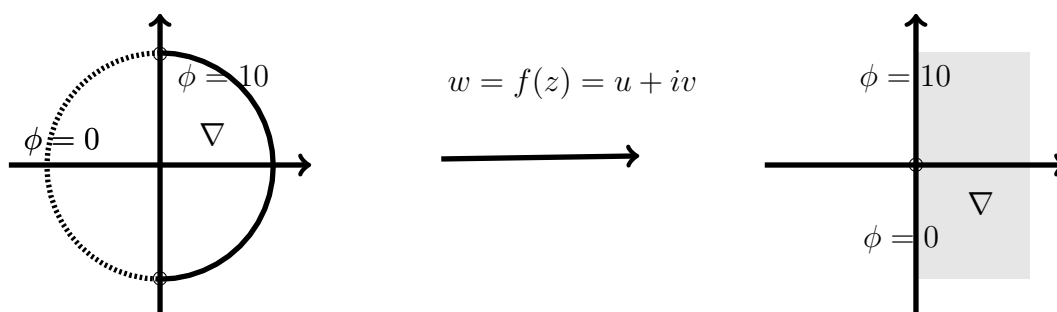 ϕ = 10
ϕ = 0
∇
w = f(z) = u + iv
ϕ = 10
∇
ϕ = 0